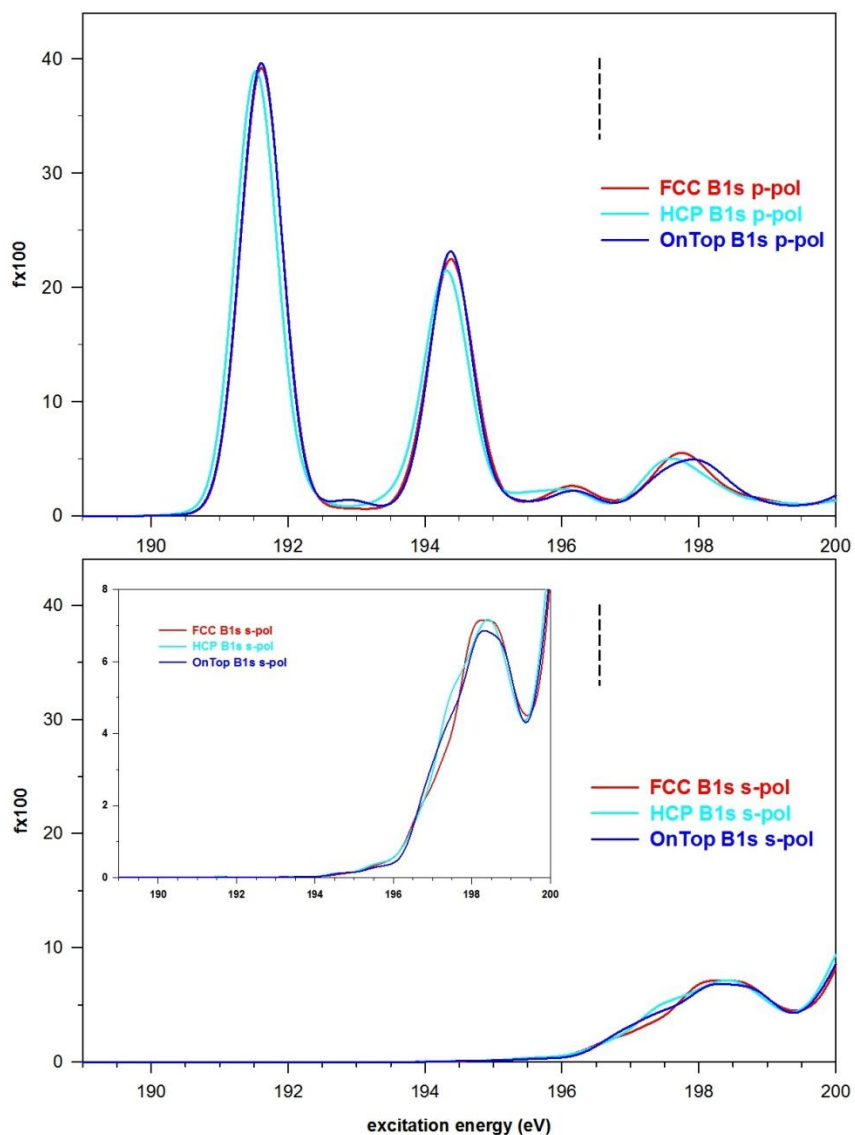 40
30
20
10
0
fx100
FCC B1s p-pol
HCP B1s p-pol
OnTop B1s p-pol
190 192 194 196 198 200
40
30
20
10
0
fx100
8
6
4
2
0
FCC B1s s-pol
HCP B1s s-pol
OnTop B1s s-pol
190 192 194 196 198 200
FCC B1s s-pol
HCP B1s s-pol
OnTop B1s s-pol
190 192 194 196 198 200
excitation energy (eV)